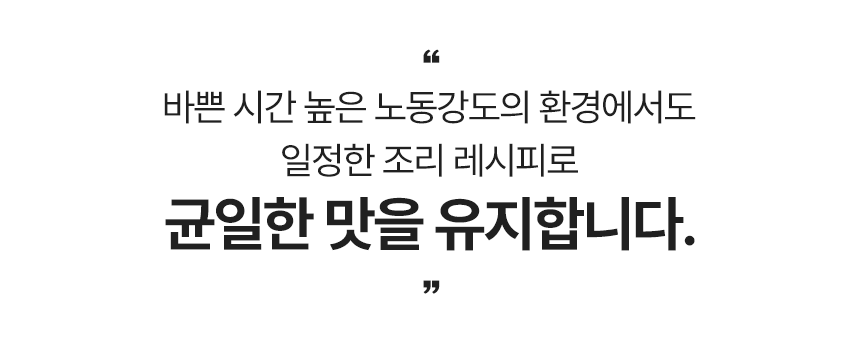 ❝
바쁜 시간 높은 노동강도의 환경에서도
일정한 조리 레시피로
균일한 맛을 유지합니다.
❞